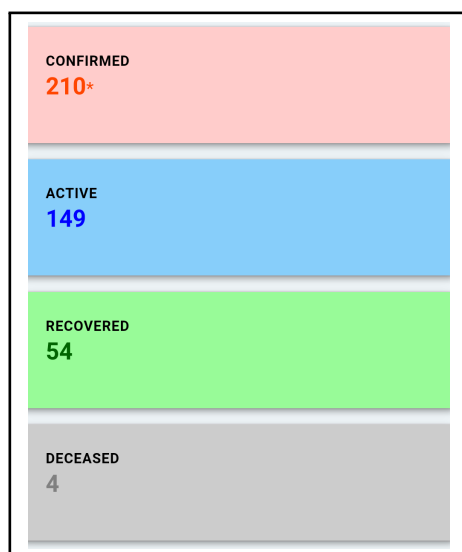 CONFIRMED
210*
ACTIVE
149
RECOVERED
54
DECEASED
4